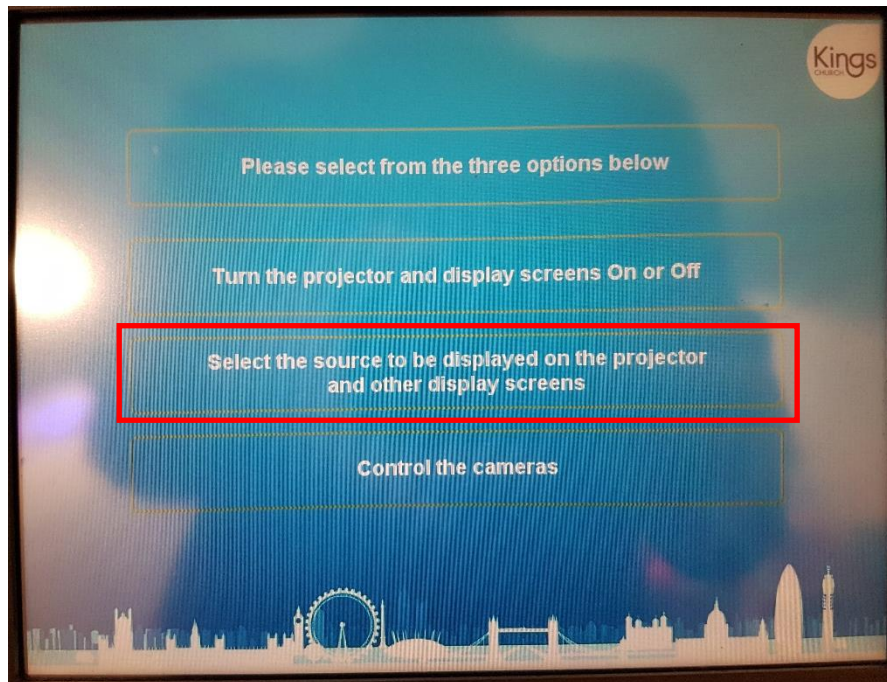 Kings
CHURCH
Please select from the three options below
Turn the projector and display screens On or Off
Select the source to be displayed on the projector
and other display screens
Control the cameras